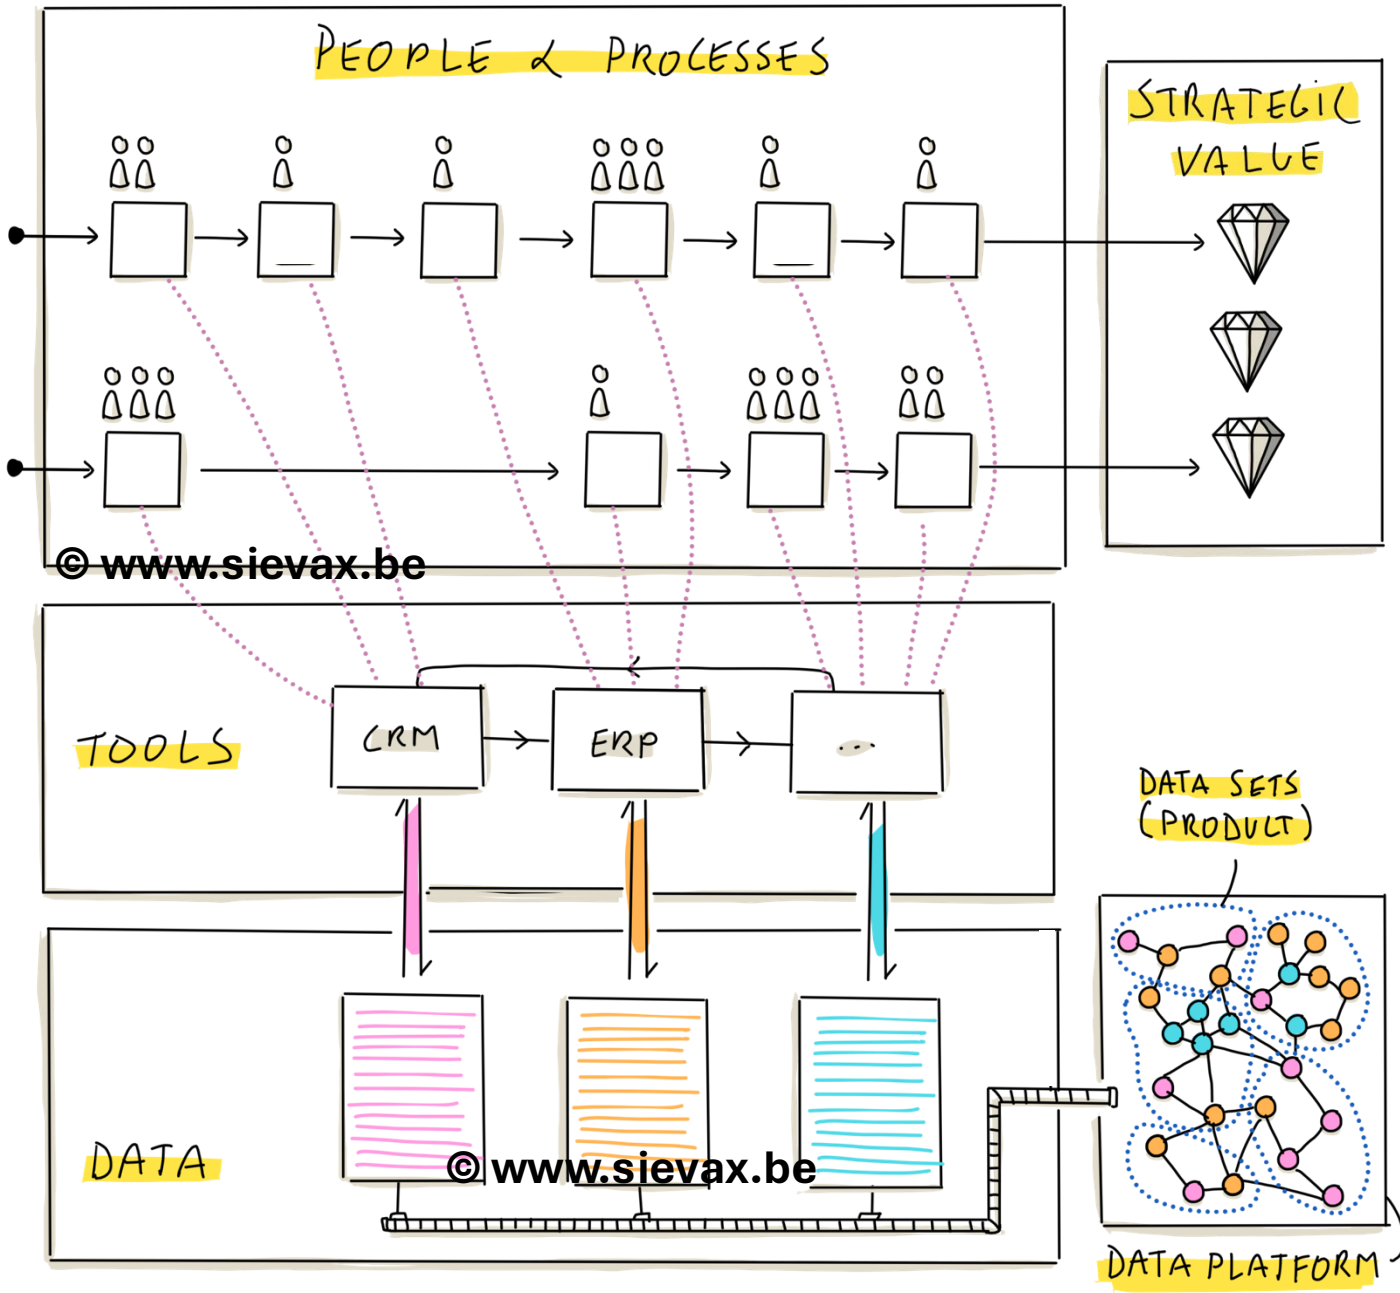 PEOPLE & PROCESSES
STRATEGIC
VALUE
© www.sievax.be
TOOLS
CRM
ERP
...
DATA SETS
(PRODUCT)
DATA
© www.sievax.be
DATA PLATFORM